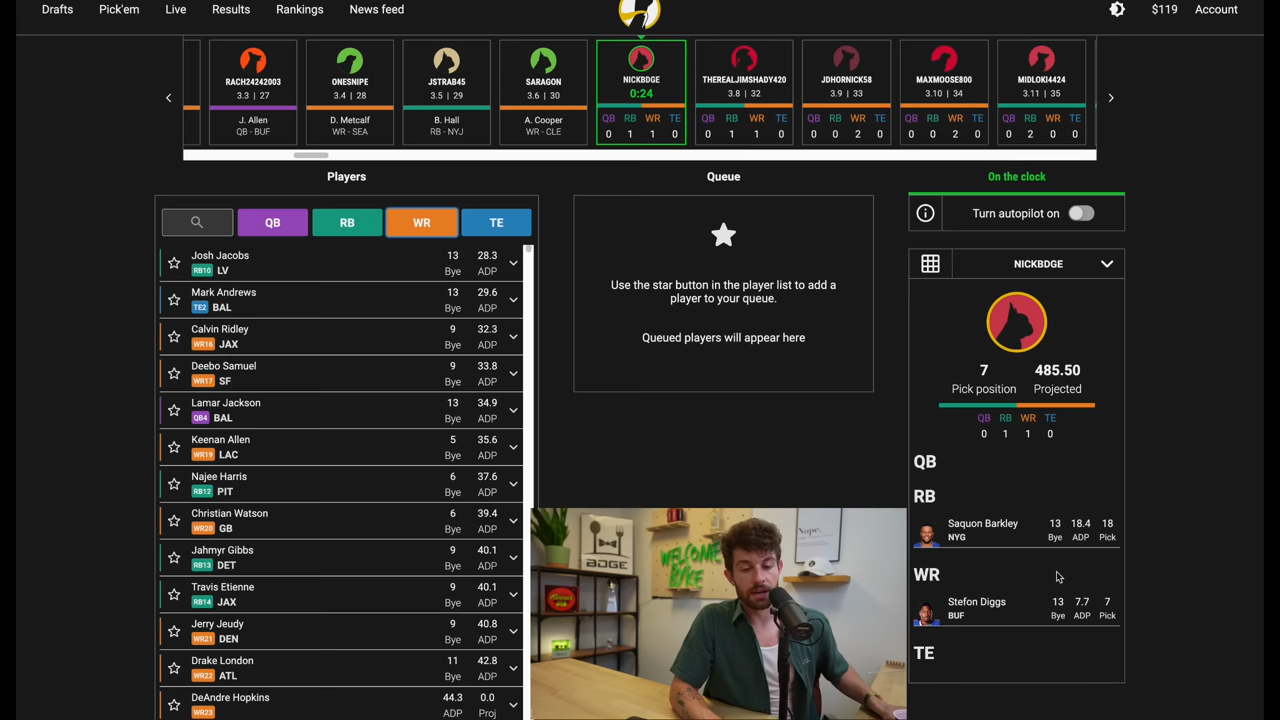 Drafts Pick'em Live Results Rankings News feed $119 Account
RACH24242003 ONESNIPE JSTRAB45 SARAGON NICKBDGE THEREALJIMSHADY420 JDHORNICK58 MAXMOOSE800 MIDLOKI4424
3.3 | 27 3.4 | 28 3.5 | 29 3.6 | 30 0:24 3.8 | 32 3.9 | 33 3.10 | 34 3.11 | 35
J. Allen D. Metcalf B. Hall A. Cooper QB RB WR TE QB RB WR TE QB RB WR TE QB RB WR TE QB RB WR TE
QB - BUF WR - SEA RB - NYJ WR - CLE 0 1 1 0 0 1 1 0 0 0 2 0 0 0 2 0 0 2 0 0
Players Queue On the clock
QB RB WR TE
Turn autopilot on
Josh Jacobs 13 28.3
RB10 LV Bye ADP
Mark Andrews 13 29.6
TE2 BAL Bye ADP
Calvin Ridley 9 32.3
WR16 JAX Bye ADP
Deebo Samuel 9 33.8
WR17 SF Bye ADP
Lamar Jackson 13 34.9
QB4 BAL Bye ADP
Keenan Allen 5 35.6
WR19 LAC Bye ADP
Najee Harris 6 37.6
RB12 PIT Bye ADP
Christian Watson 6 39.4
WR20 GB Bye ADP
Jahmyr Gibbs 9 40.1
RB13 DET Bye ADP
Travis Etienne 9 40.1
RB14 JAX Bye ADP
Jerry Jeudy 9 40.8
WR21 DEN Bye ADP
Drake London 11 42.8
WR22 ATL Bye ADP
DeAndre Hopkins 44.3 0.0
WR23 ADP Proj
Use the star button in the player list to add a
player to your queue.
Queued players will appear here
NICKBDGE
7 485.50
Pick position Projected
QB RB WR TE
0 1 1 0
QB
RB
Saquon Barkley 13 18.4 18
NYG Bye ADP Pick
WR
Stefon Diggs 13 7.7 7
BUF Bye ADP Pick
TE
BDGE
WELCOME
Nope.